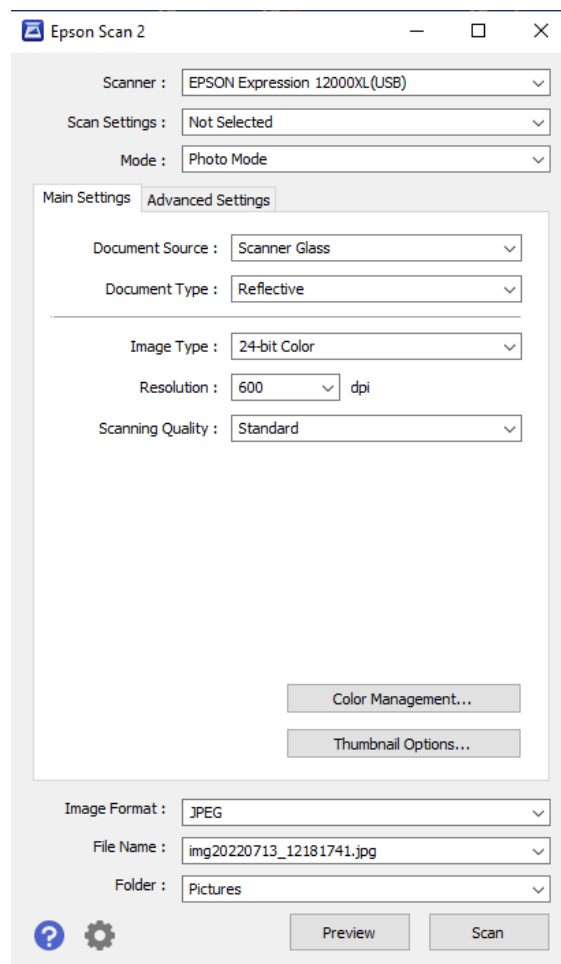 Epson Scan 2
Scanner : EPSON Expression 12000XL(USB)
Scan Settings : Not Selected
Mode : Photo Mode
Main Settings Advanced Settings
Document Source : Scanner Glass
Document Type : Reflective
Image Type : 24-bit Color
Resolution : 600 dpi
Scanning Quality : Standard
Color Management...
Thumbnail Options...
Image Format : JPEG
File Name : img20220713_12181741.jpg
Folder : Pictures
? Preview Scan